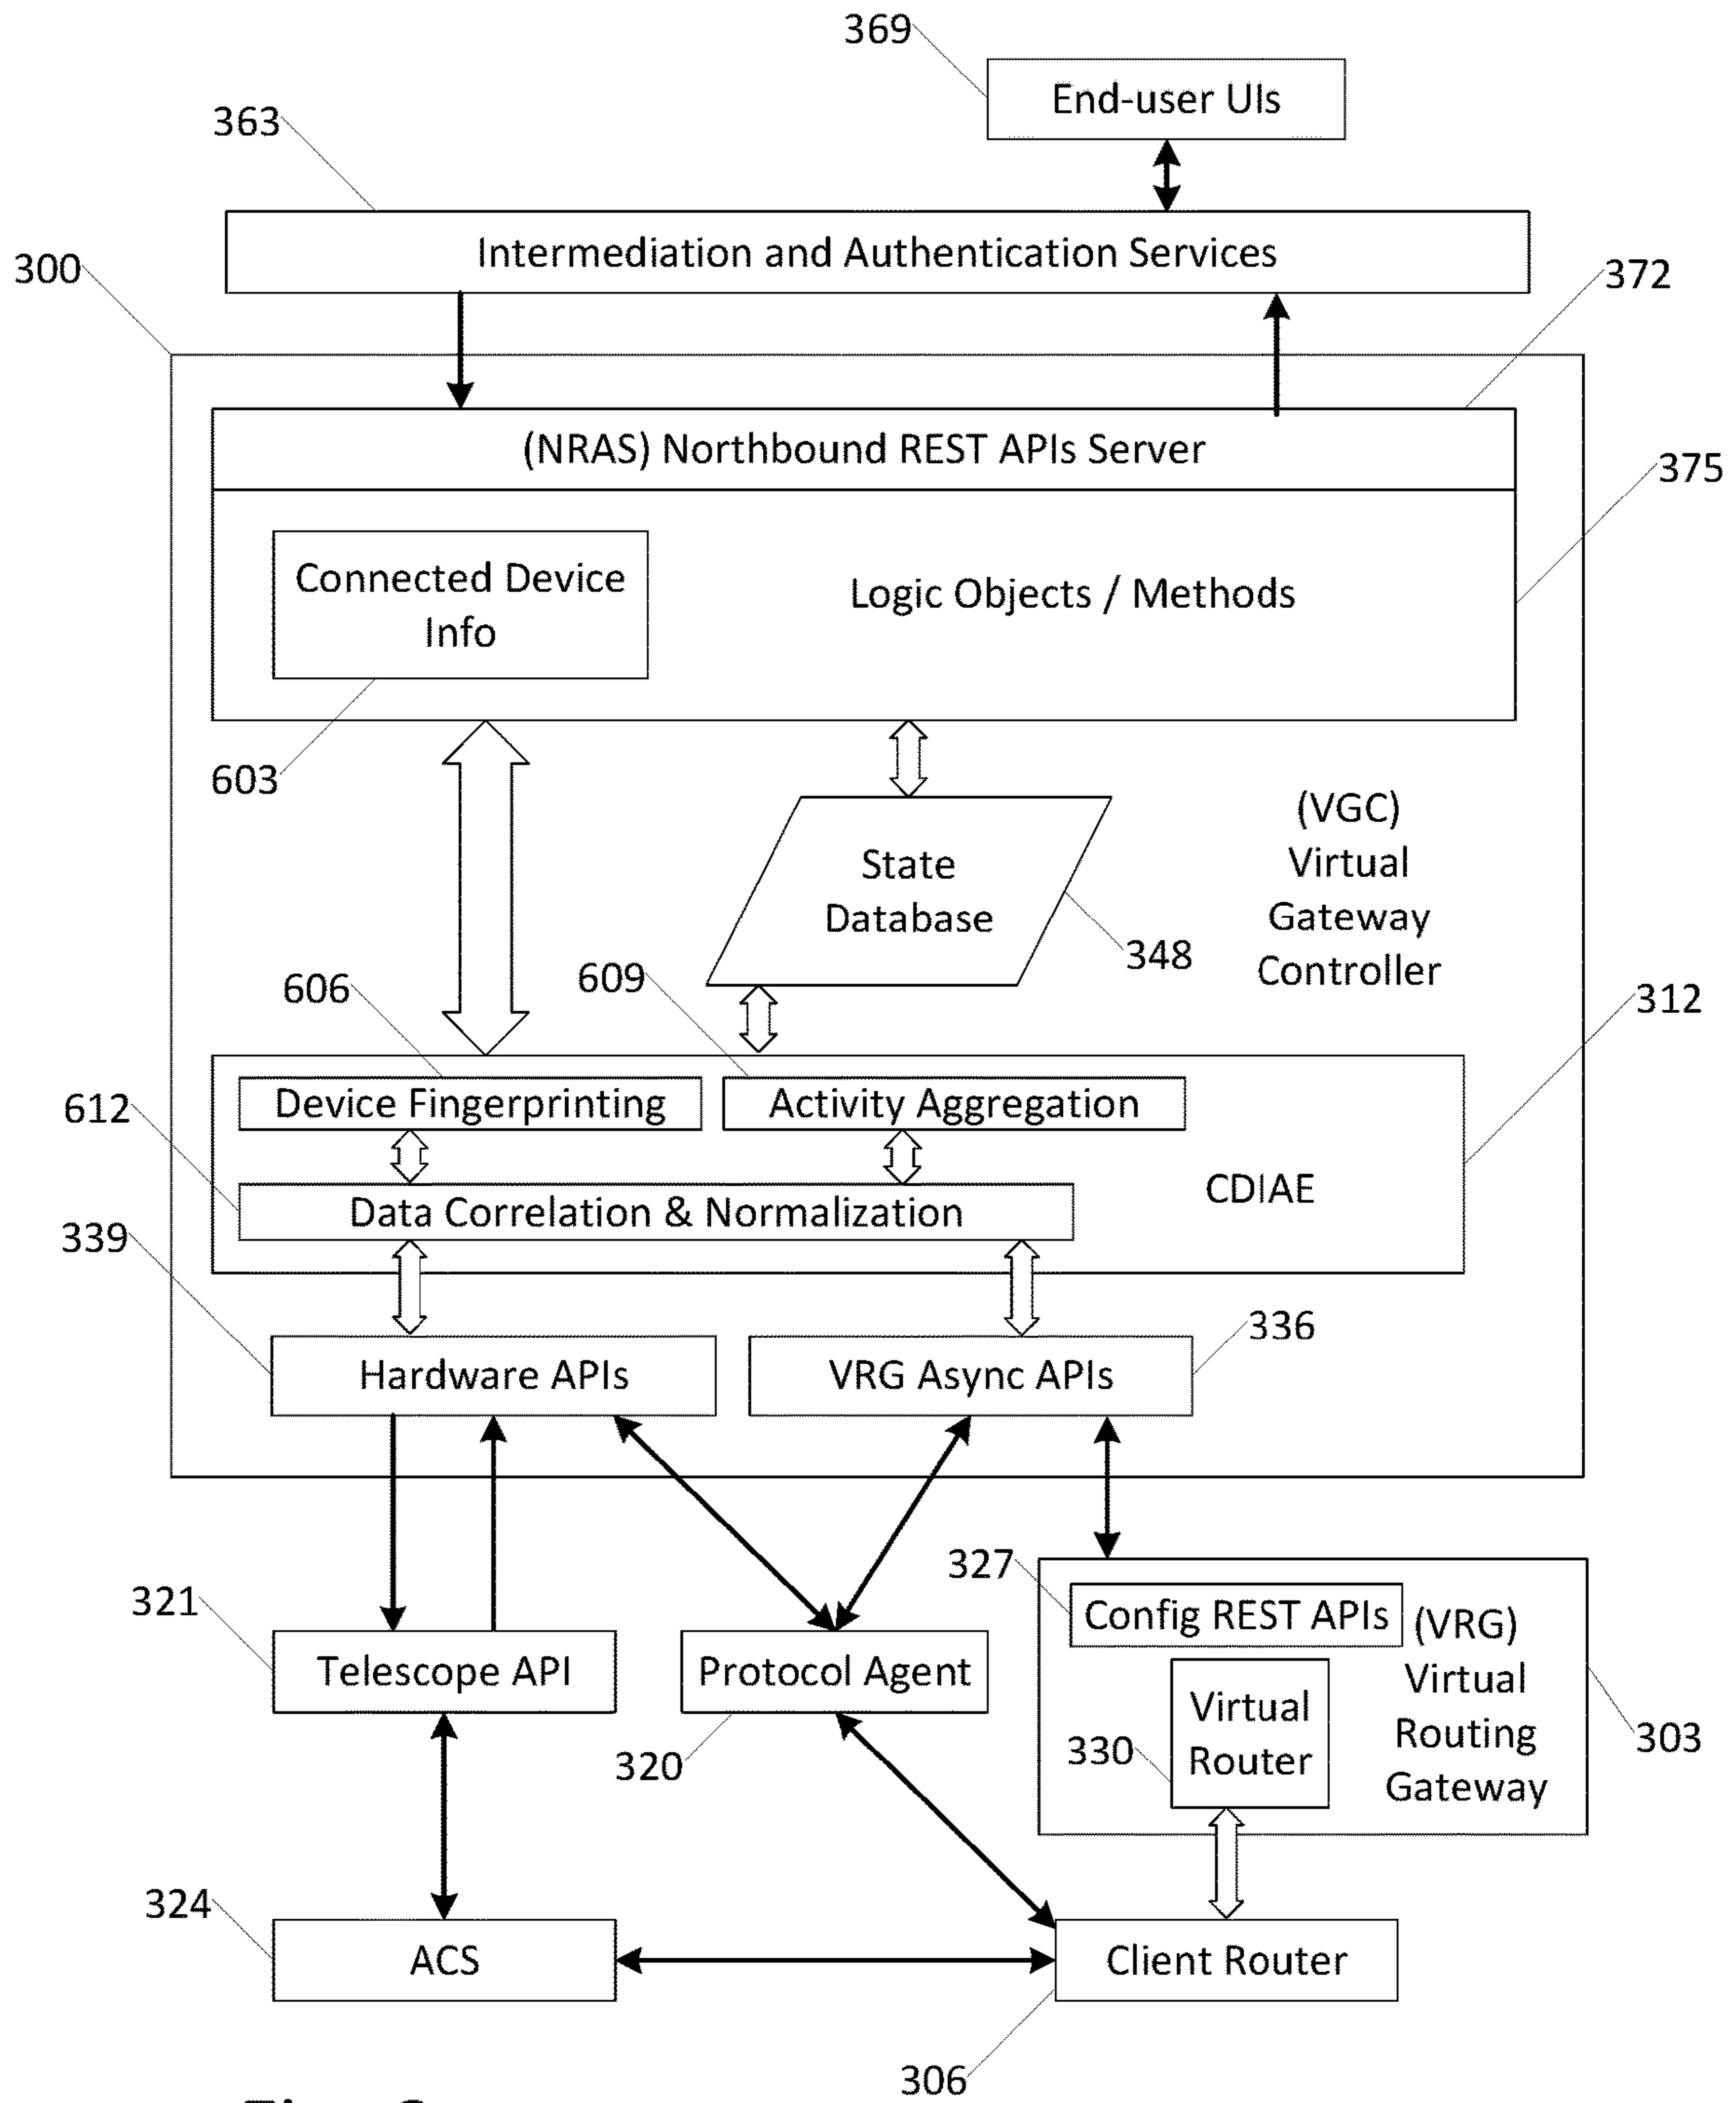 369
End-user UIs
363
Intermediation and Authentication Services
300
372
(NRAS) Northbound REST APIs Server
375
Connected Device
Info
Logic Objects / Methods
603
(VGC)
Virtual
Gateway
Controller
State
Database
348
606
609
312
Device Fingerprinting
Activity Aggregation
612
CDIAE
Data Correlation & Normalization
339
336
Hardware APIs
VRG Async APIs
327
321
Config REST APIs
(VRG)
Virtual
Routing
Gateway
Telescope API
Protocol Agent
Virtual
Router
330
303
320
324
ACS
Client Router
306